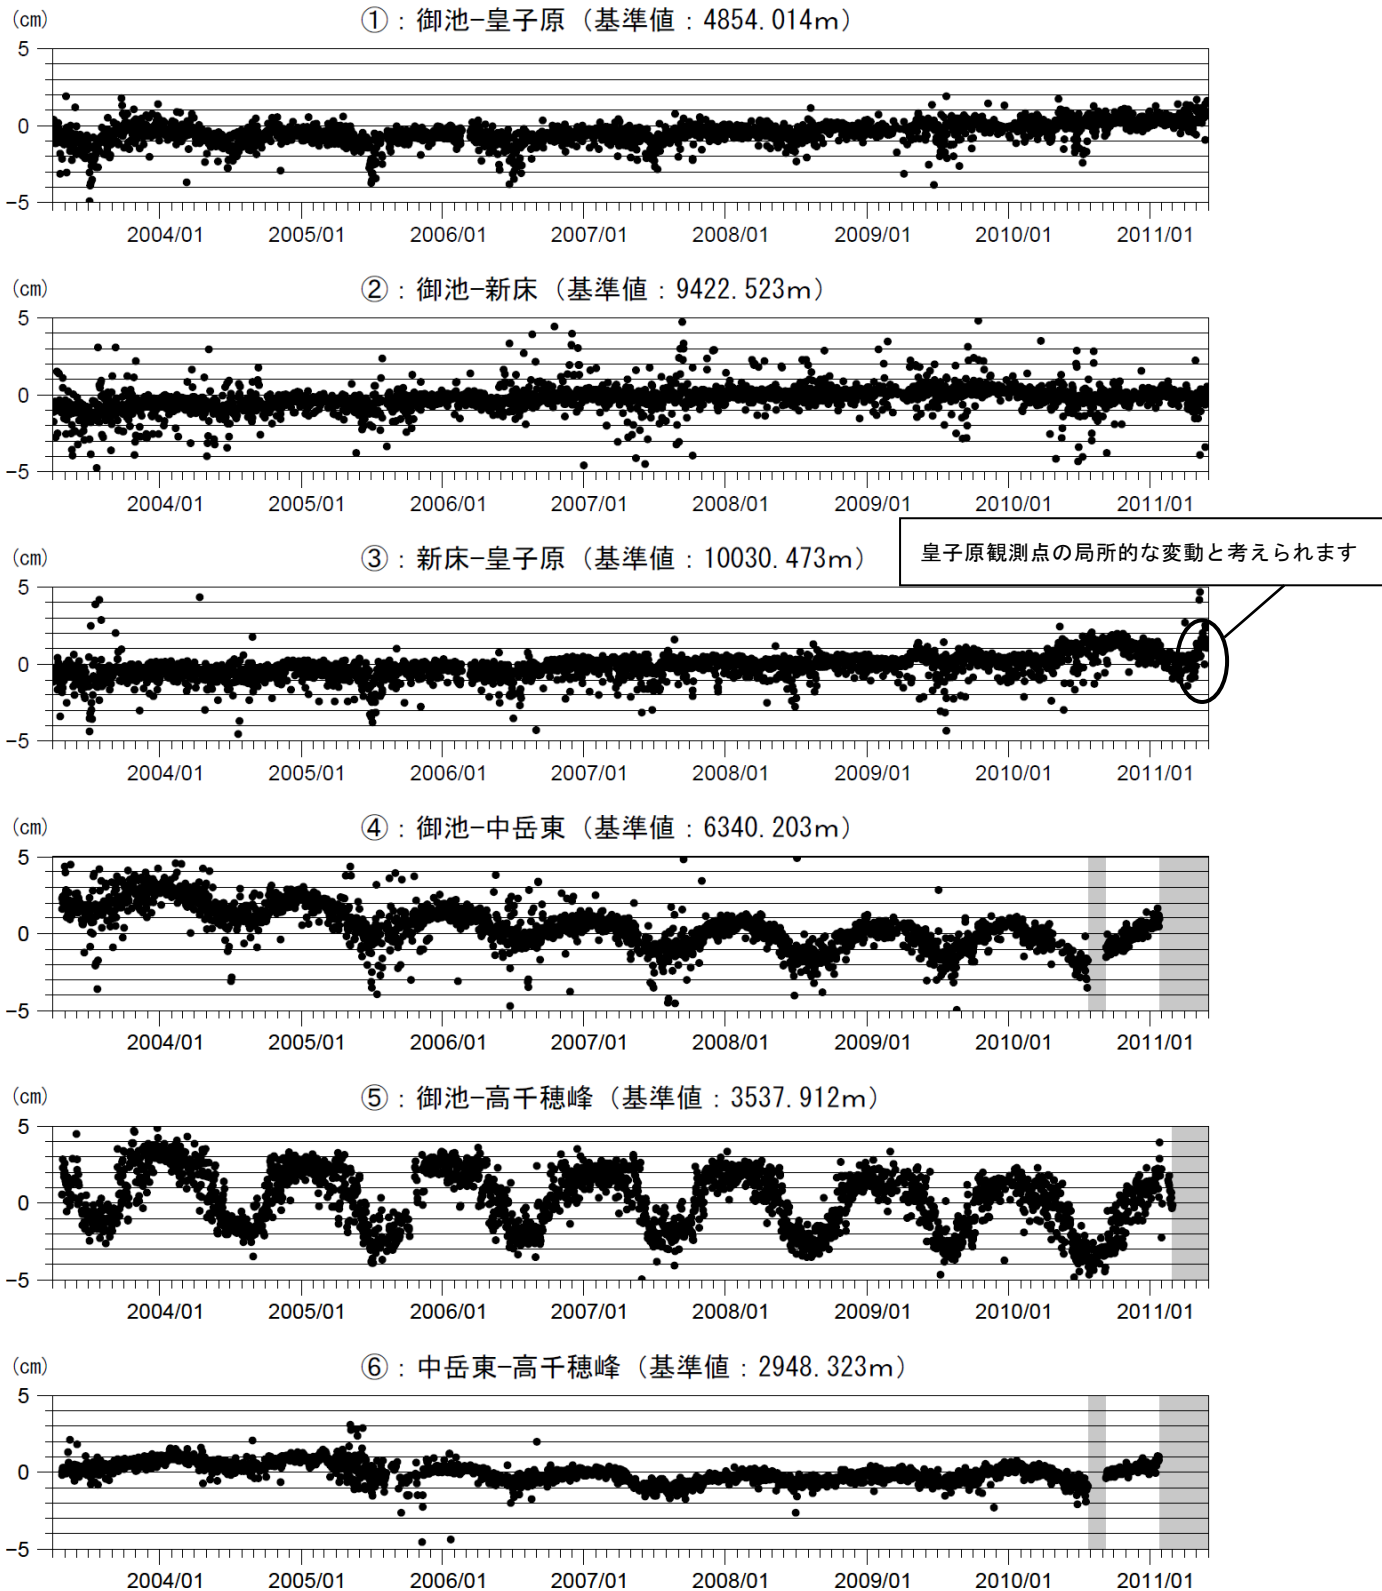 (cm)
①：御池−皇子原（基準値：4854.014ｍ）
5
0
−5
2004/01 2005/01 2006/01 2007/01 2008/01 2009/01 2010/01 2011/01
(cm)
②：御池−新床（基準値：9422.523ｍ）
5
0
−5
2004/01 2005/01 2006/01 2007/01 2008/01 2009/01 2010/01 2011/01
皇子原観測点の局所的な変動と考えられます
(cm)
③：新床−皇子原（基準値：10030.473ｍ）
5
0
−5
2004/01 2005/01 2006/01 2007/01 2008/01 2009/01 2010/01 2011/01
(cm)
④：御池−中岳東（基準値：6340.203ｍ）
5
0
−5
2004/01 2005/01 2006/01 2007/01 2008/01 2009/01 2010/01 2011/01
(cm)
⑤：御池−高千穂峰（基準値：3537.912ｍ）
5
0
−5
2004/01 2005/01 2006/01 2007/01 2008/01 2009/01 2010/01 2011/01
(cm)
⑥：中岳東−高千穂峰（基準値：2948.323ｍ）
5
0
−5
2004/01 2005/01 2006/01 2007/01 2008/01 2009/01 2010/01 2011/01